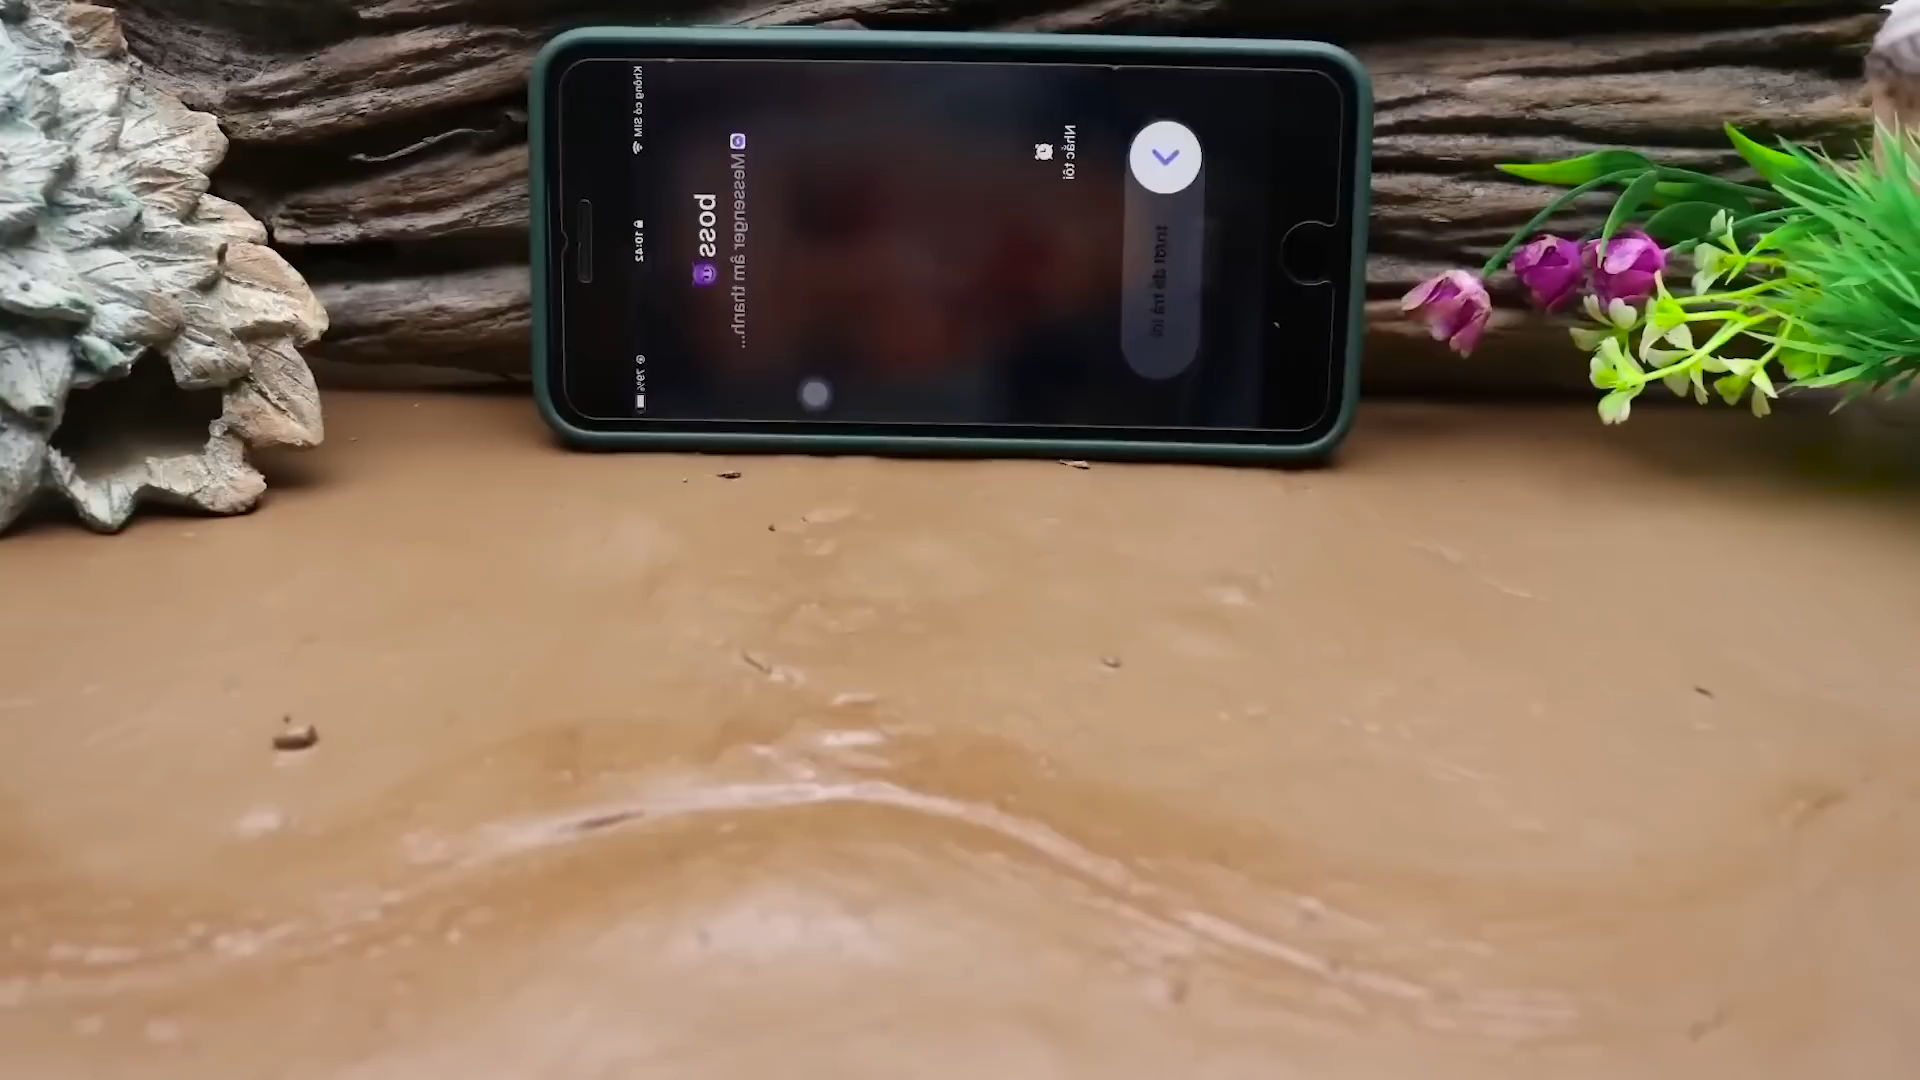 Không có SIM
10:42
79%
boss😈
Messenger âm thanh...
Nhắc tôi
trượt để trả lời